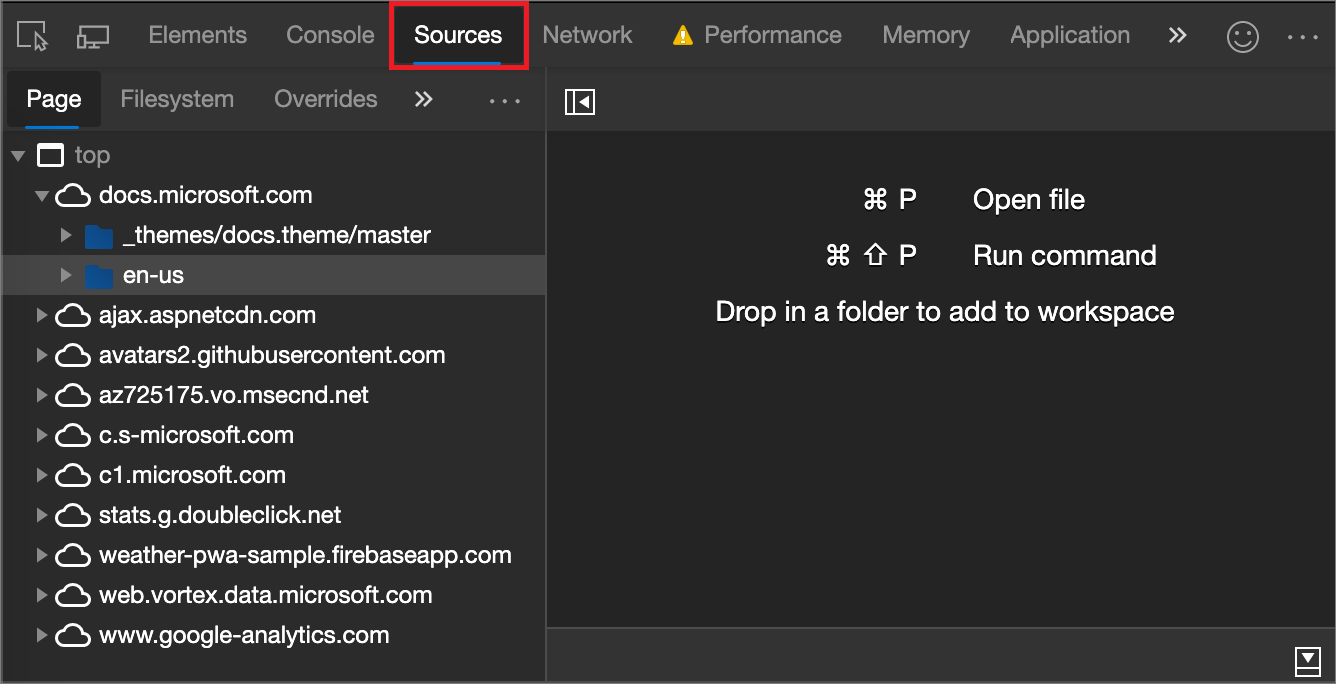 Elements Console Sources Network Performance Memory Application
Page Filesystem Overrides
top
docs.microsoft.com
_themes/docs.theme/master
en-us
ajax.aspnetcdn.com
avatars2.githubusercontent.com
az725175.vo.msecnd.net
c.s-microsoft.com
c1.microsoft.com
stats.g.doubleclick.net
weather-pwa-sample.firebaseapp.com
web.vortex.data.microsoft.com
www.google-analytics.com
⌘ P Open file
⌘ ⇧ P Run command
Drop in a folder to add to workspace